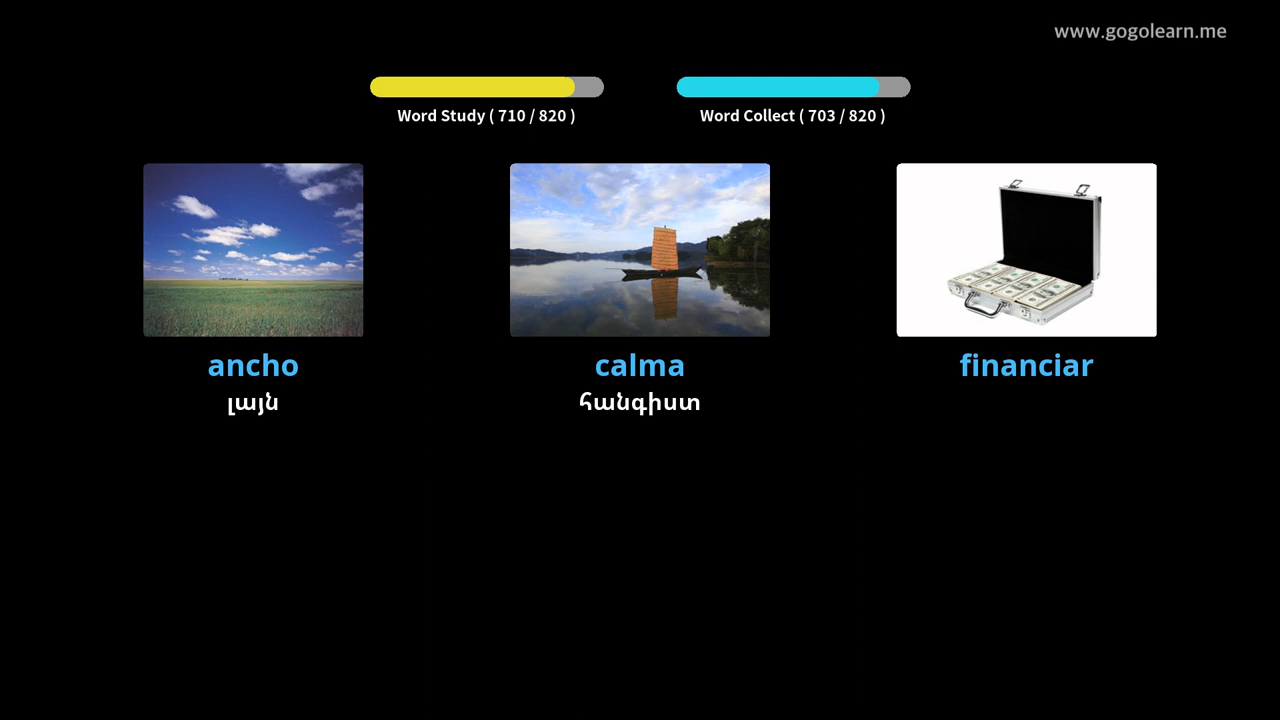 www.gogolearn.me
Word Study ( 710 / 820 )
Word Collect ( 703 / 820 )
ancho
լայն
calma
հանգիստ
financiar